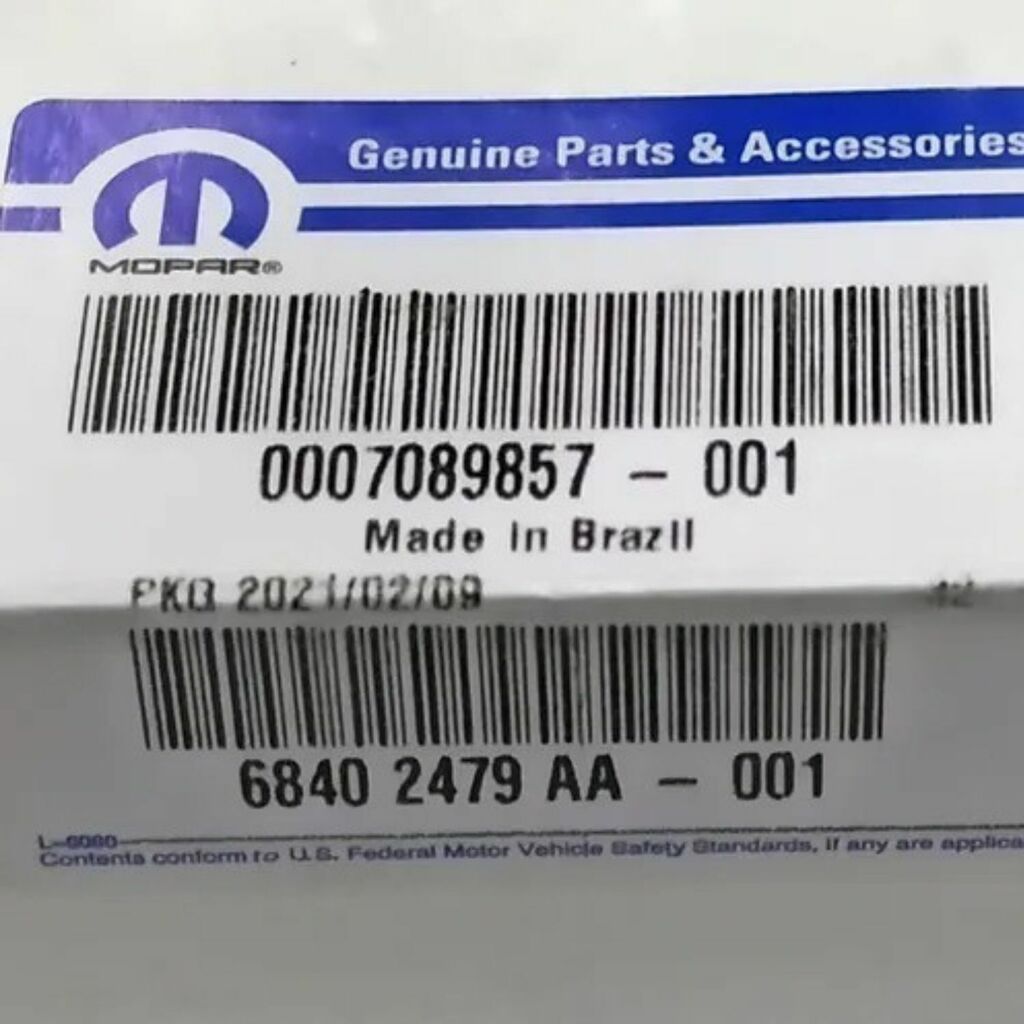 Genuine Parts & Accessories
MOPAR®
0007089857 - 001
Made in Brazil
PKG 2021/02/09
42
6840 2479 AA - 001
L-6080
Contents conform to U.S. Federal Motor Vehicle Safety Standards, if any are applica